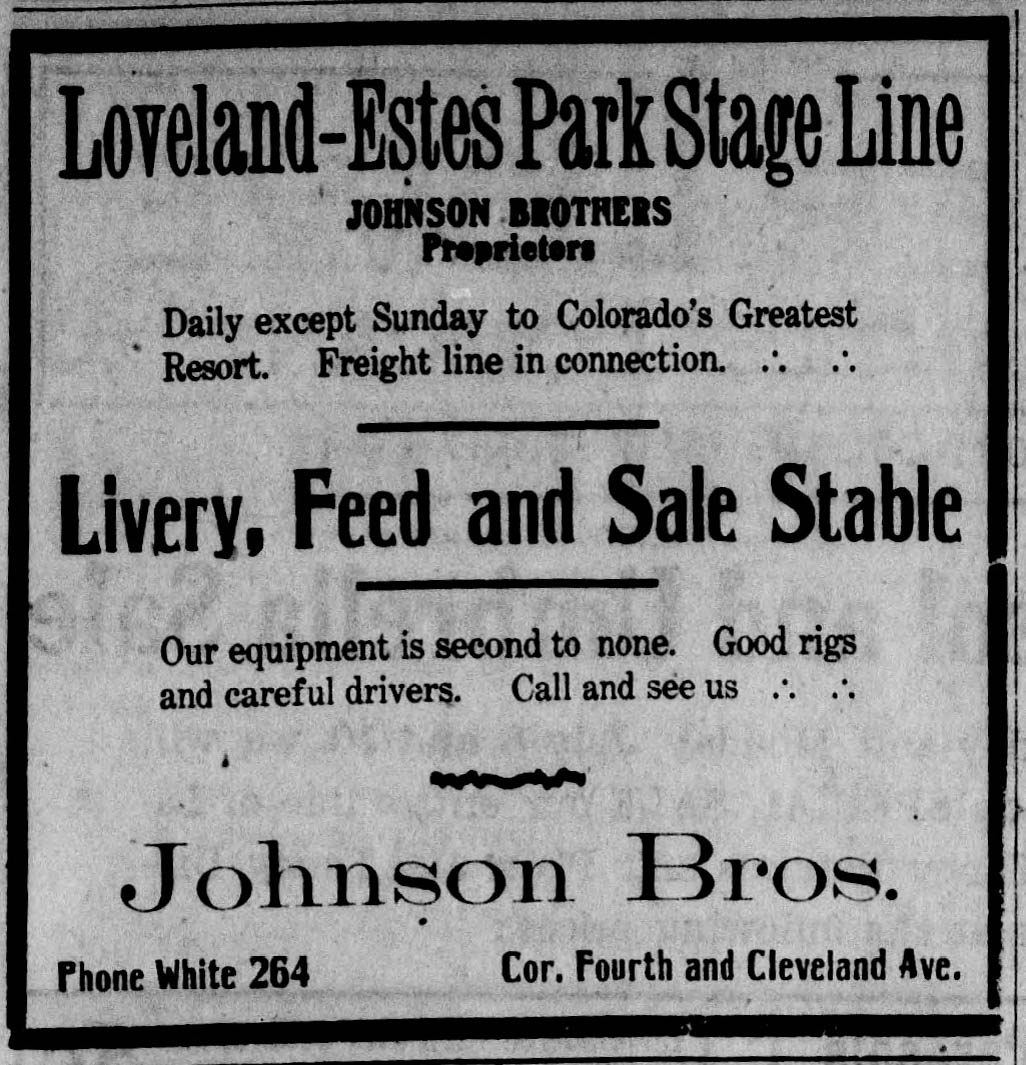 Loveland-Estes Park Stage Line
JOHNSON BROTHERS
Proprietors
Daily except Sunday to Colorado's Greatest
Resort. Freight line in connection. ∴ ∴
Livery, Feed and Sale Stable
Our equipment is second to none. Good rigs
and careful drivers. Call and see us ∴ ∴
Johnson Bros.
Phone White 264
Cor. Fourth and Cleveland Ave.